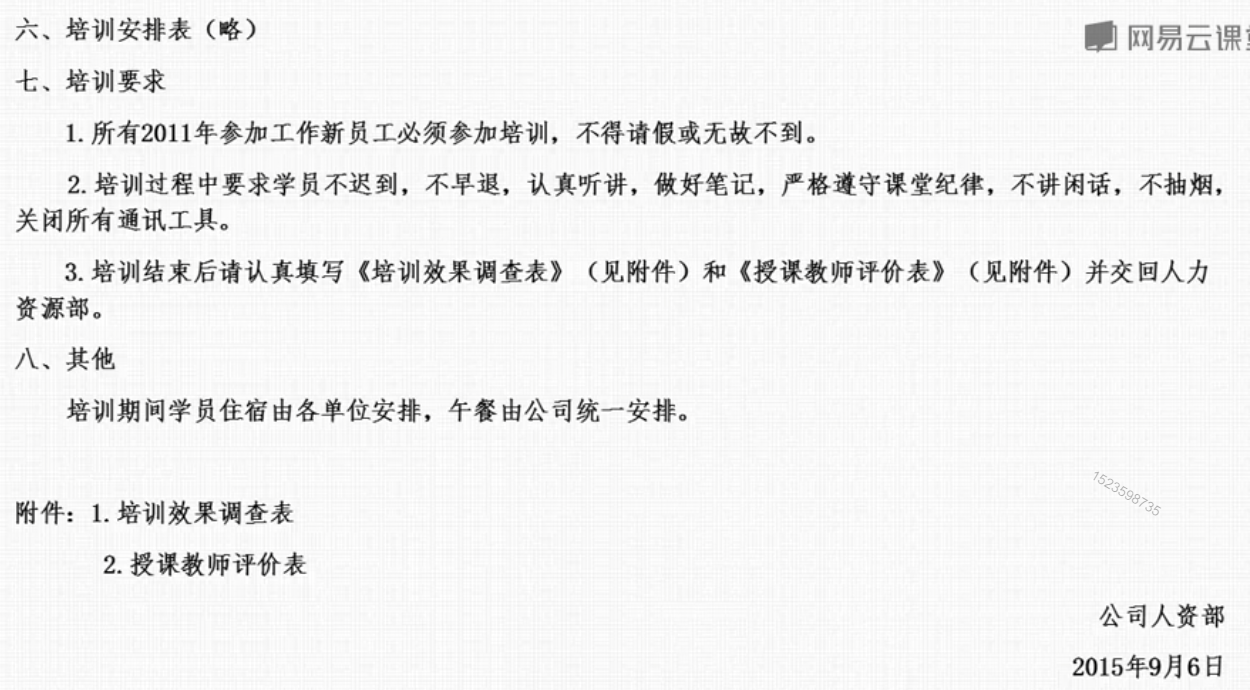 六、培训安排表（略）
网易云课堂
七、培训要求
1.所有2011年参加工作新员工必须参加培训，不得请假或无故不到。
2.培训过程中要求学员不迟到，不早退，认真听讲，做好笔记，严格遵守课堂纪律，不讲闲话，不抽烟，
关闭所有通讯工具。
3.培训结束后请认真填写《培训效果调查表》（见附件）和《授课教师评价表》（见附件）并交回人力
资源部。
八、其他
培训期间学员住宿由各单位安排，午餐由公司统一安排。
1523598735
附件：1.培训效果调查表
2.授课教师评价表
公司人资部
2015年9月6日